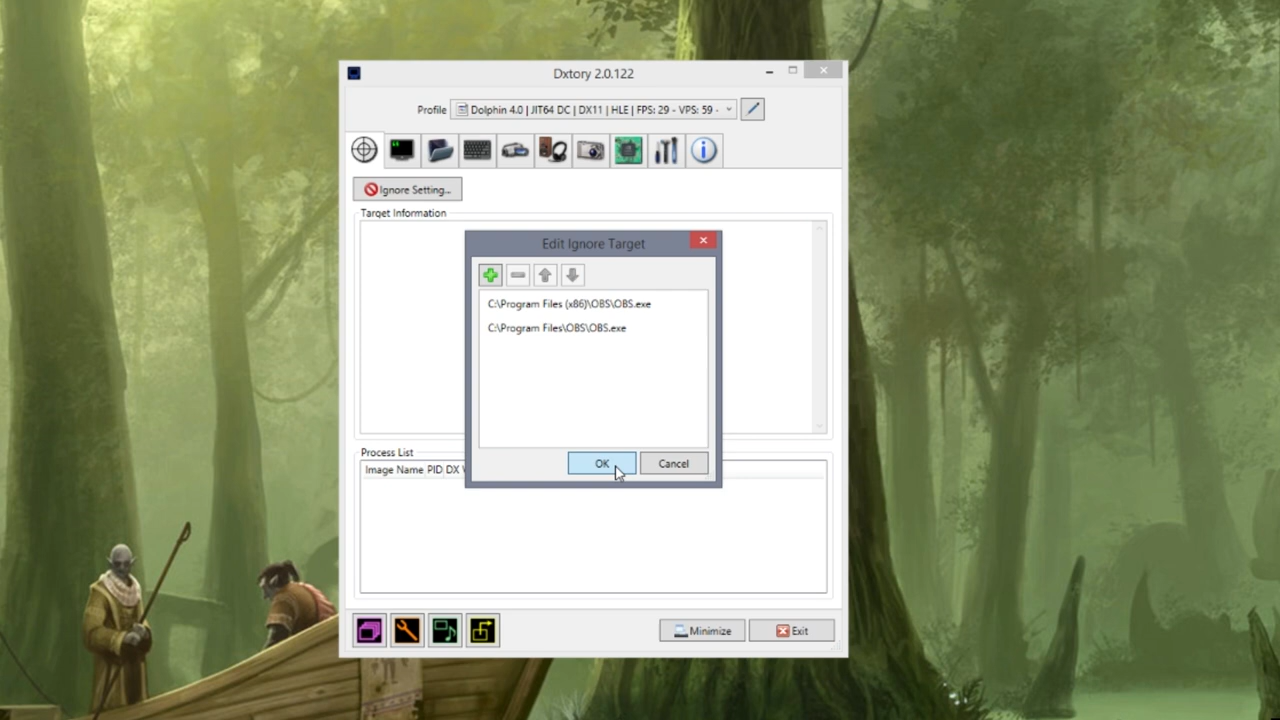 Dxtory 2.0.122
Profile Dolphin 4.0 | JIT64 DC | DX11 | HLE | FPS: 29 - VPS: 59 -
Ignore Setting...
Target Information
Edit Ignore Target
C:\Program Files (x86)\OBS\OBS.exe
C:\Program Files\OBS\OBS.exe
OK Cancel
Process List
Image Name PID DX
Minimize Exit